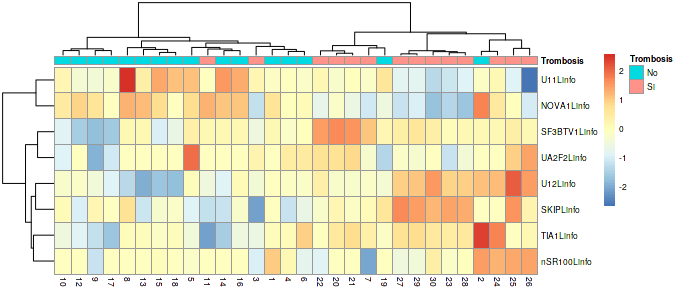 Trombosis
U11Linfo
NOVA1Linfo
SF3BTV1Linfo
UA2F2Linfo
U12Linfo
SKIPLinfo
TIA1Linfo
nSR100Linfo
10 12 9 17 8 13 15 18 5 11 14 16 3 1 4 6 22 20 21 7 19 27 29 30 23 28 2 24 25 26
2
1
0
-1
-2
Trombosis
No
SI